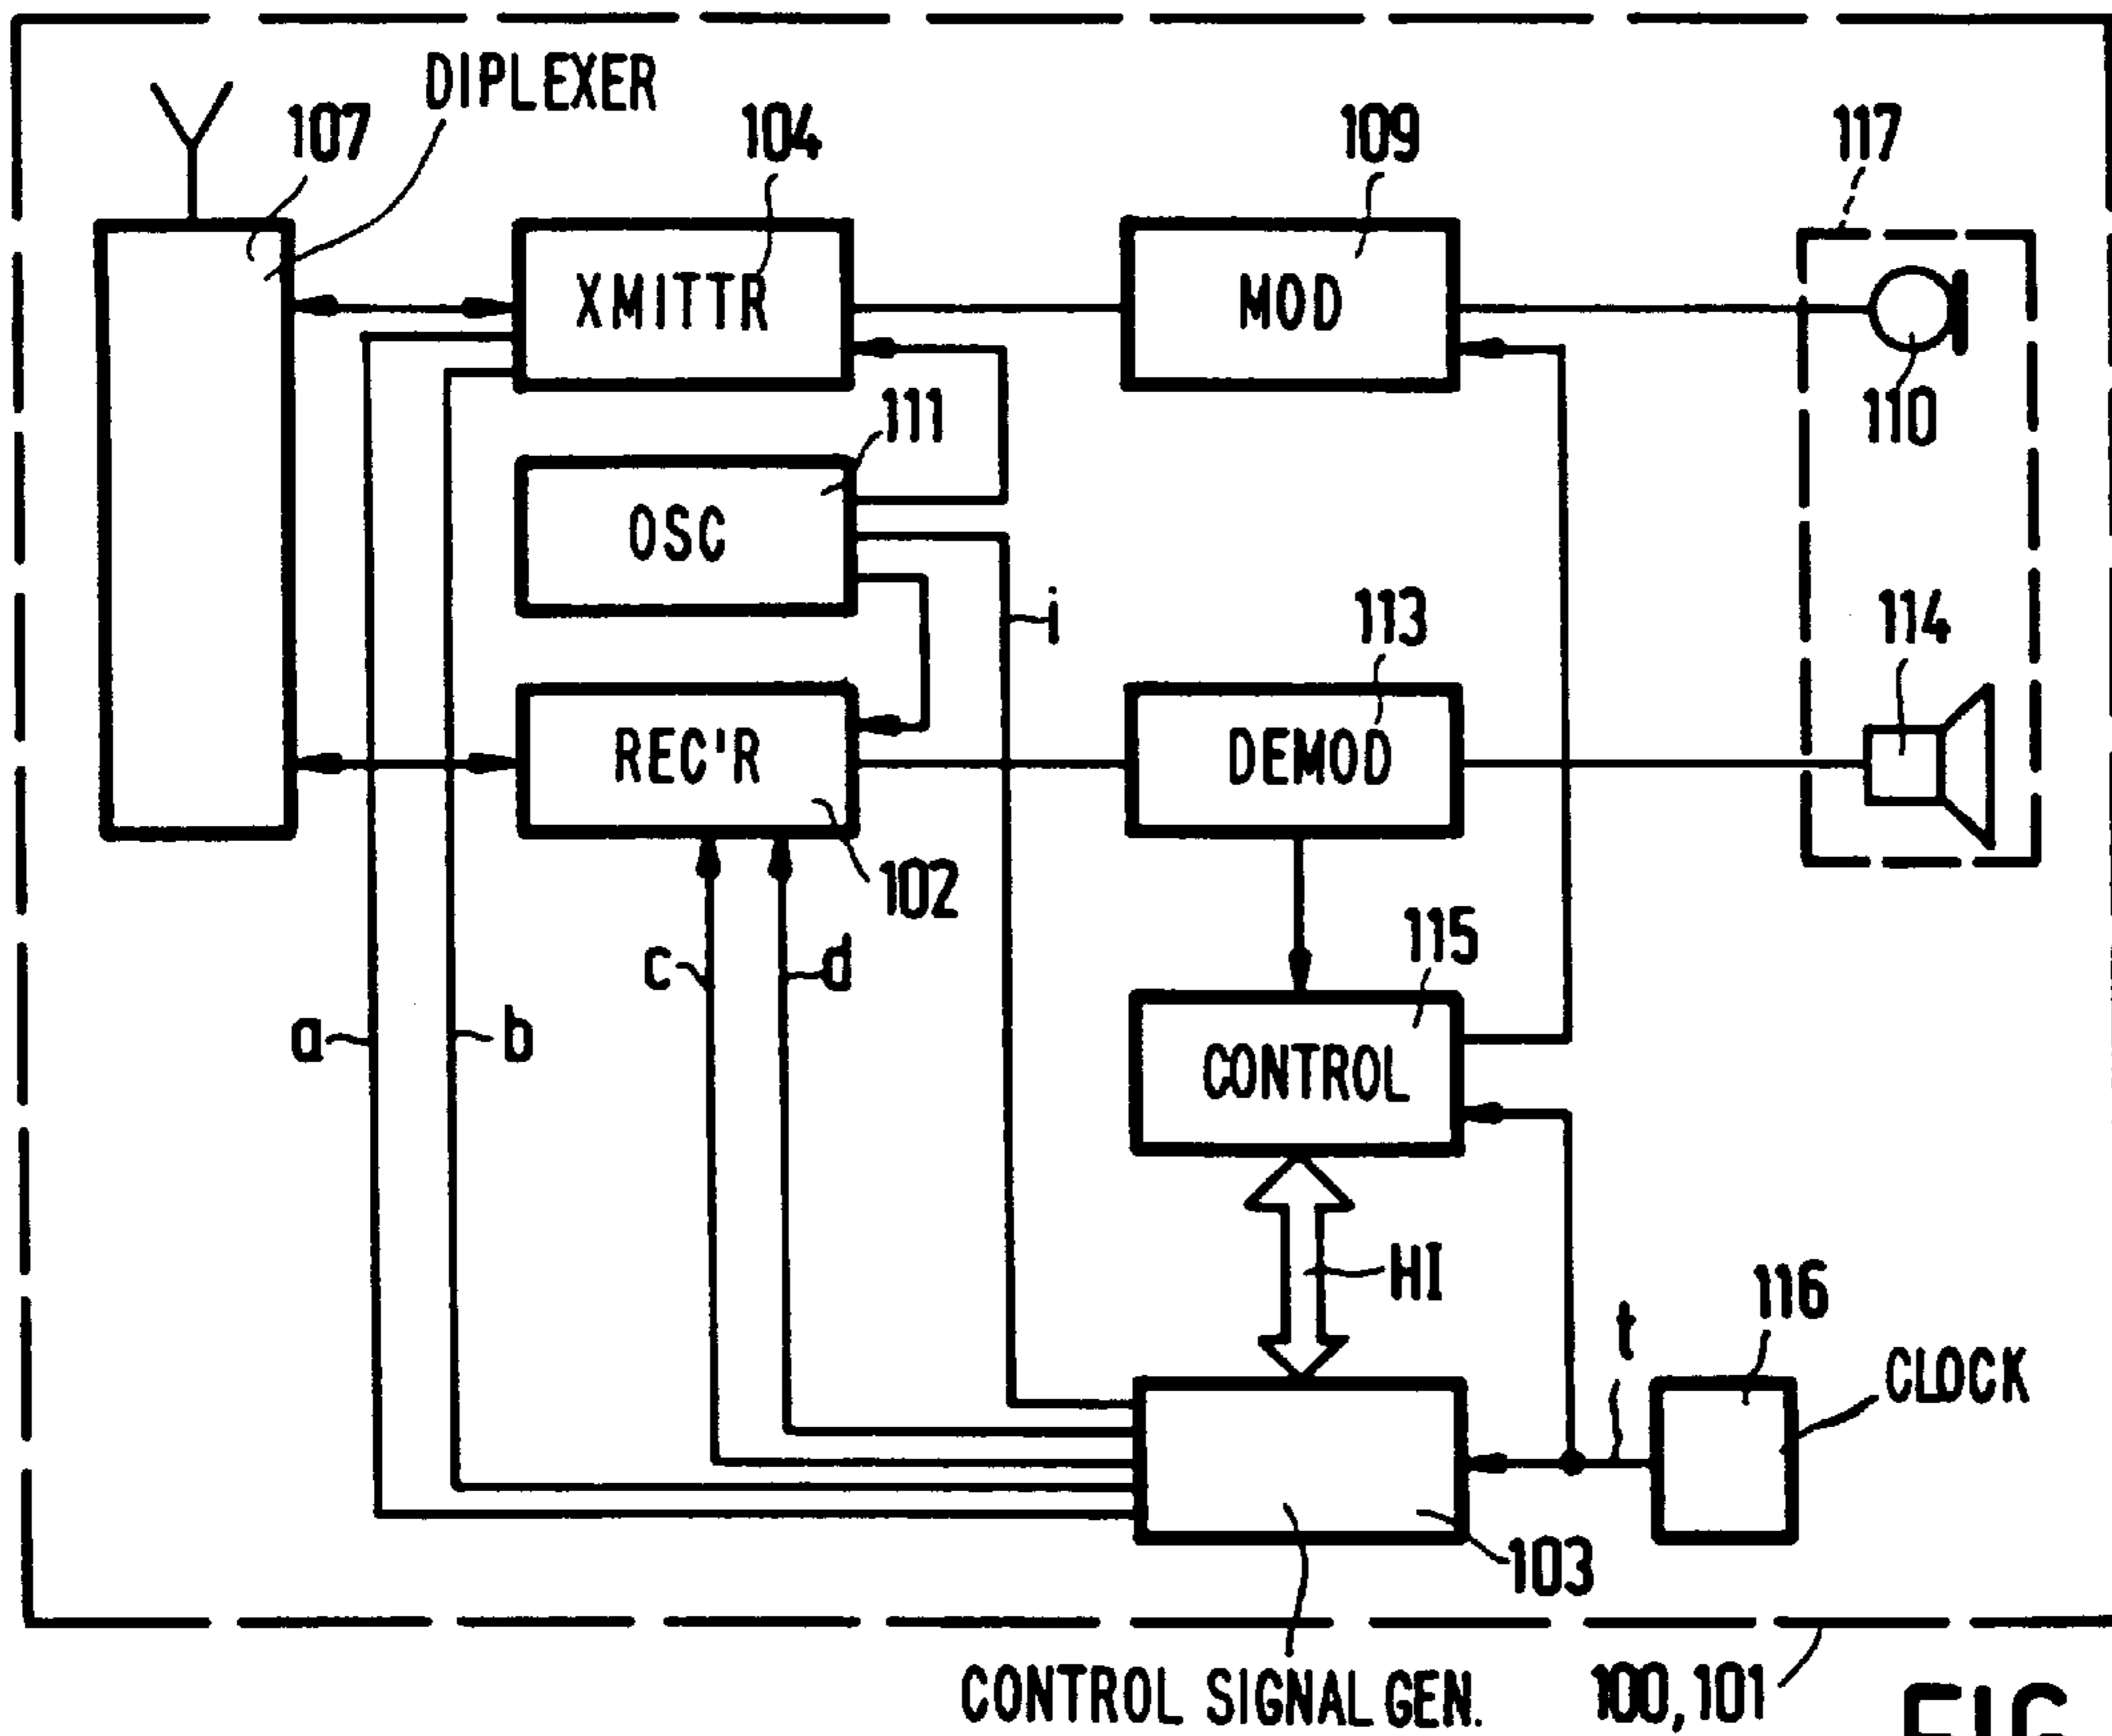 DIPLEXER
107
104
109
117
XMITTR
MOD
110
111
OSC
i
113
114
REC'R
DEMOD
102
c
d
115
a
b
CONTROL
HI
t
116
CLOCK
103
CONTROL SIGNAL GEN.
100, 101
FIG